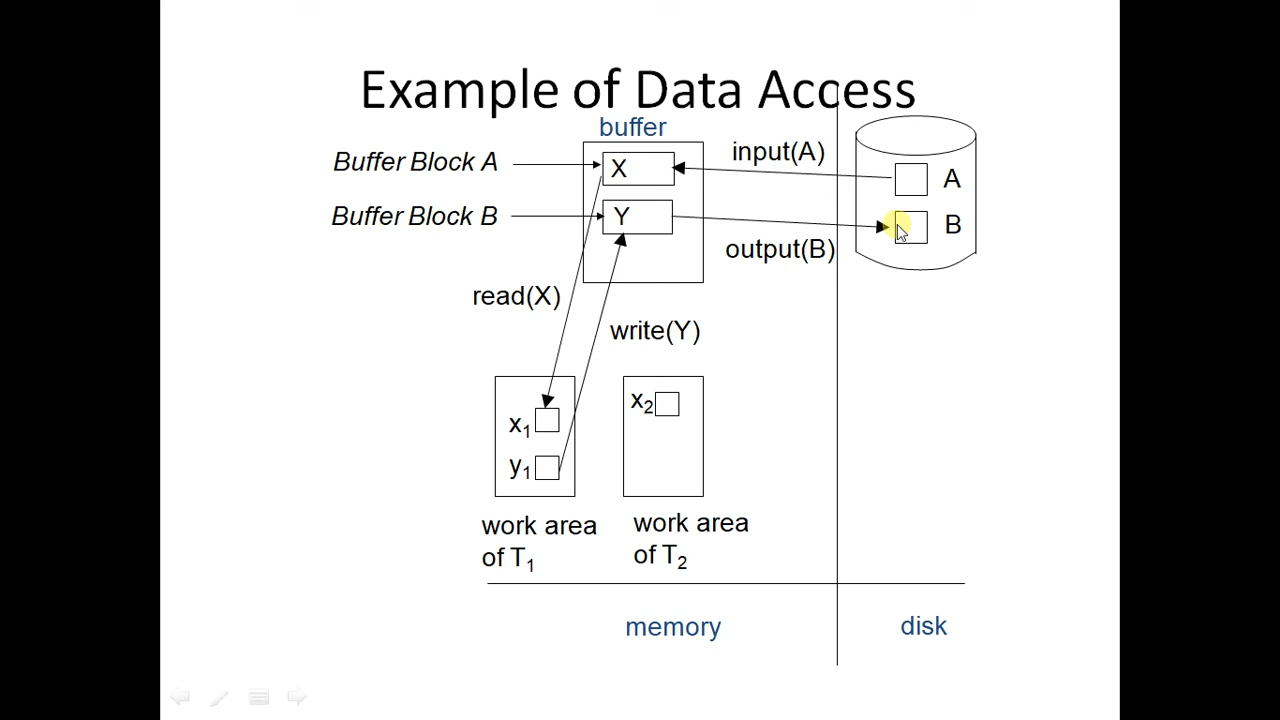 Example of Data Access
buffer
Buffer Block A
X
input(A)
A
Buffer Block B
Y
B
output(B)
read(X)
write(Y)
x₁
x₂
y₁
work area
of T₁
work area
of T₂
memory
disk